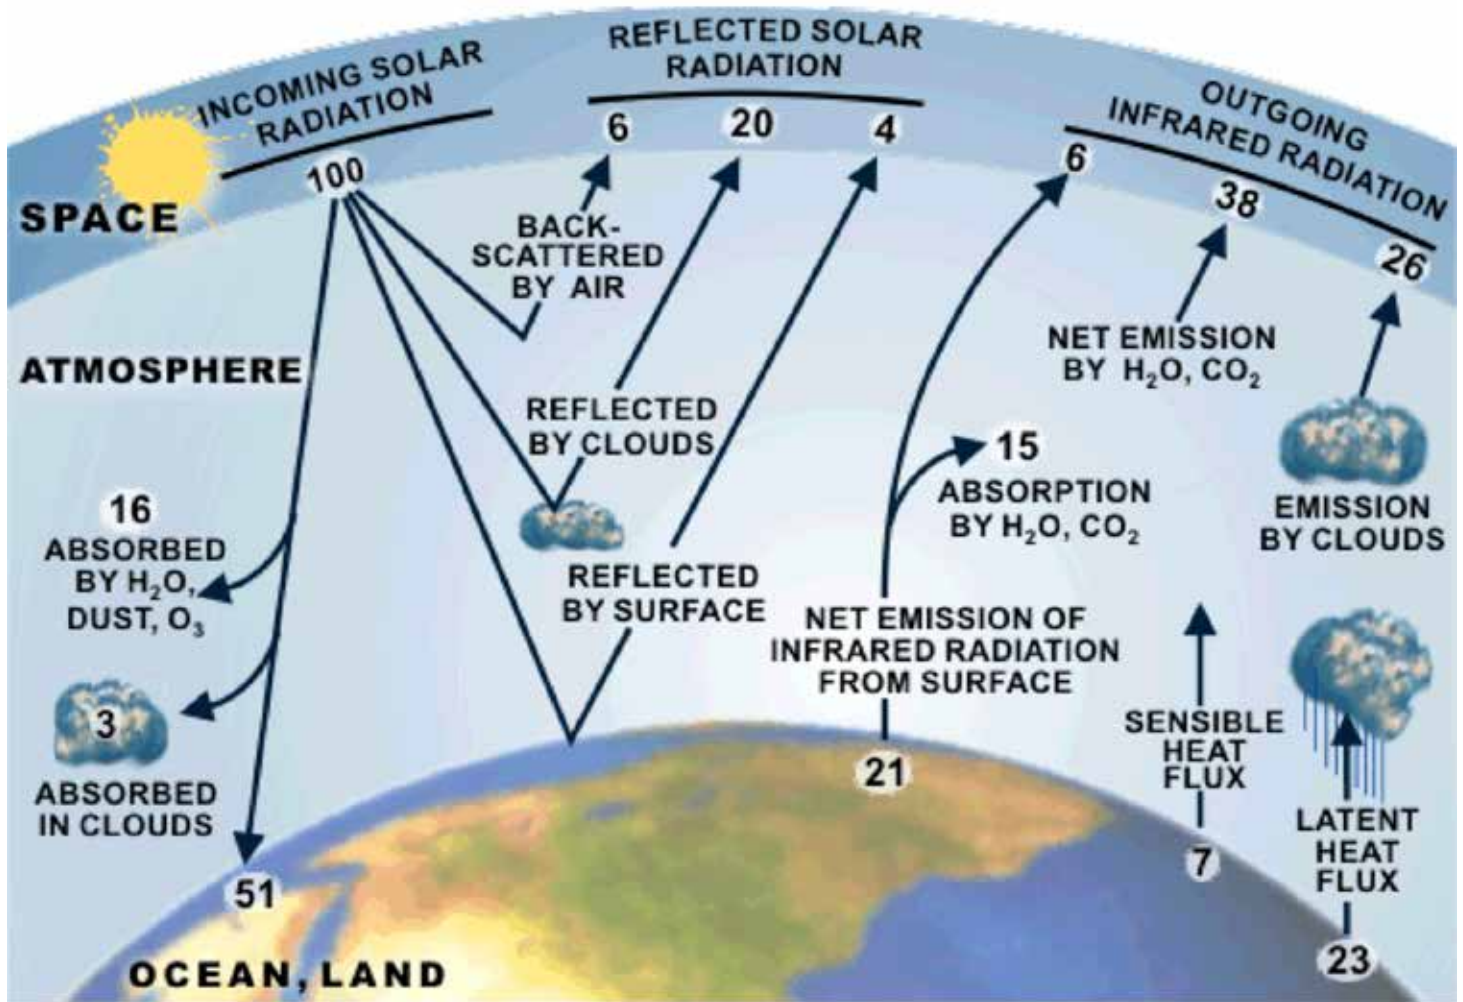 INCOMING SOLAR
RADIATION
100
REFLECTED SOLAR
RADIATION
6
20
4
OUTGOING
INFRARED RADIATION
6
38
26
SPACE
BACK-
SCATTERED
BY AIR
ATMOSPHERE
REFLECTED
BY CLOUDS
REFLECTED
BY SURFACE
16
ABSORBED
BY H₂O,
DUST, O₃
3
ABSORBED
IN CLOUDS
51
15
ABSORPTION
BY H₂O, CO₂
NET EMISSION OF
INFRARED RADIATION
FROM SURFACE
21
NET EMISSION
BY H₂O, CO₂
EMISSION
BY CLOUDS
SENSIBLE
HEAT
FLUX
7
LATENT
HEAT
FLUX
23
OCEAN, LAND